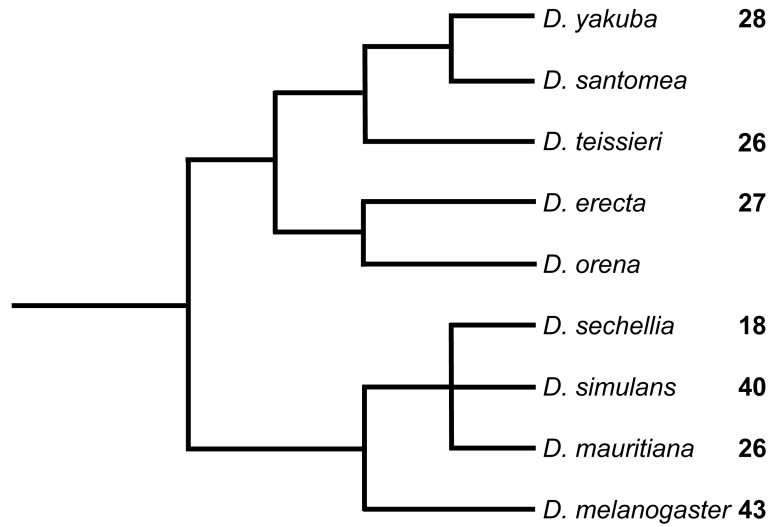 D. yakuba 28
D. santomea
D. teissieri 26
D. erecta 27
D. orena
D. sechellia 18
D. simulans 40
D. mauritiana 26
D. melanogaster 43